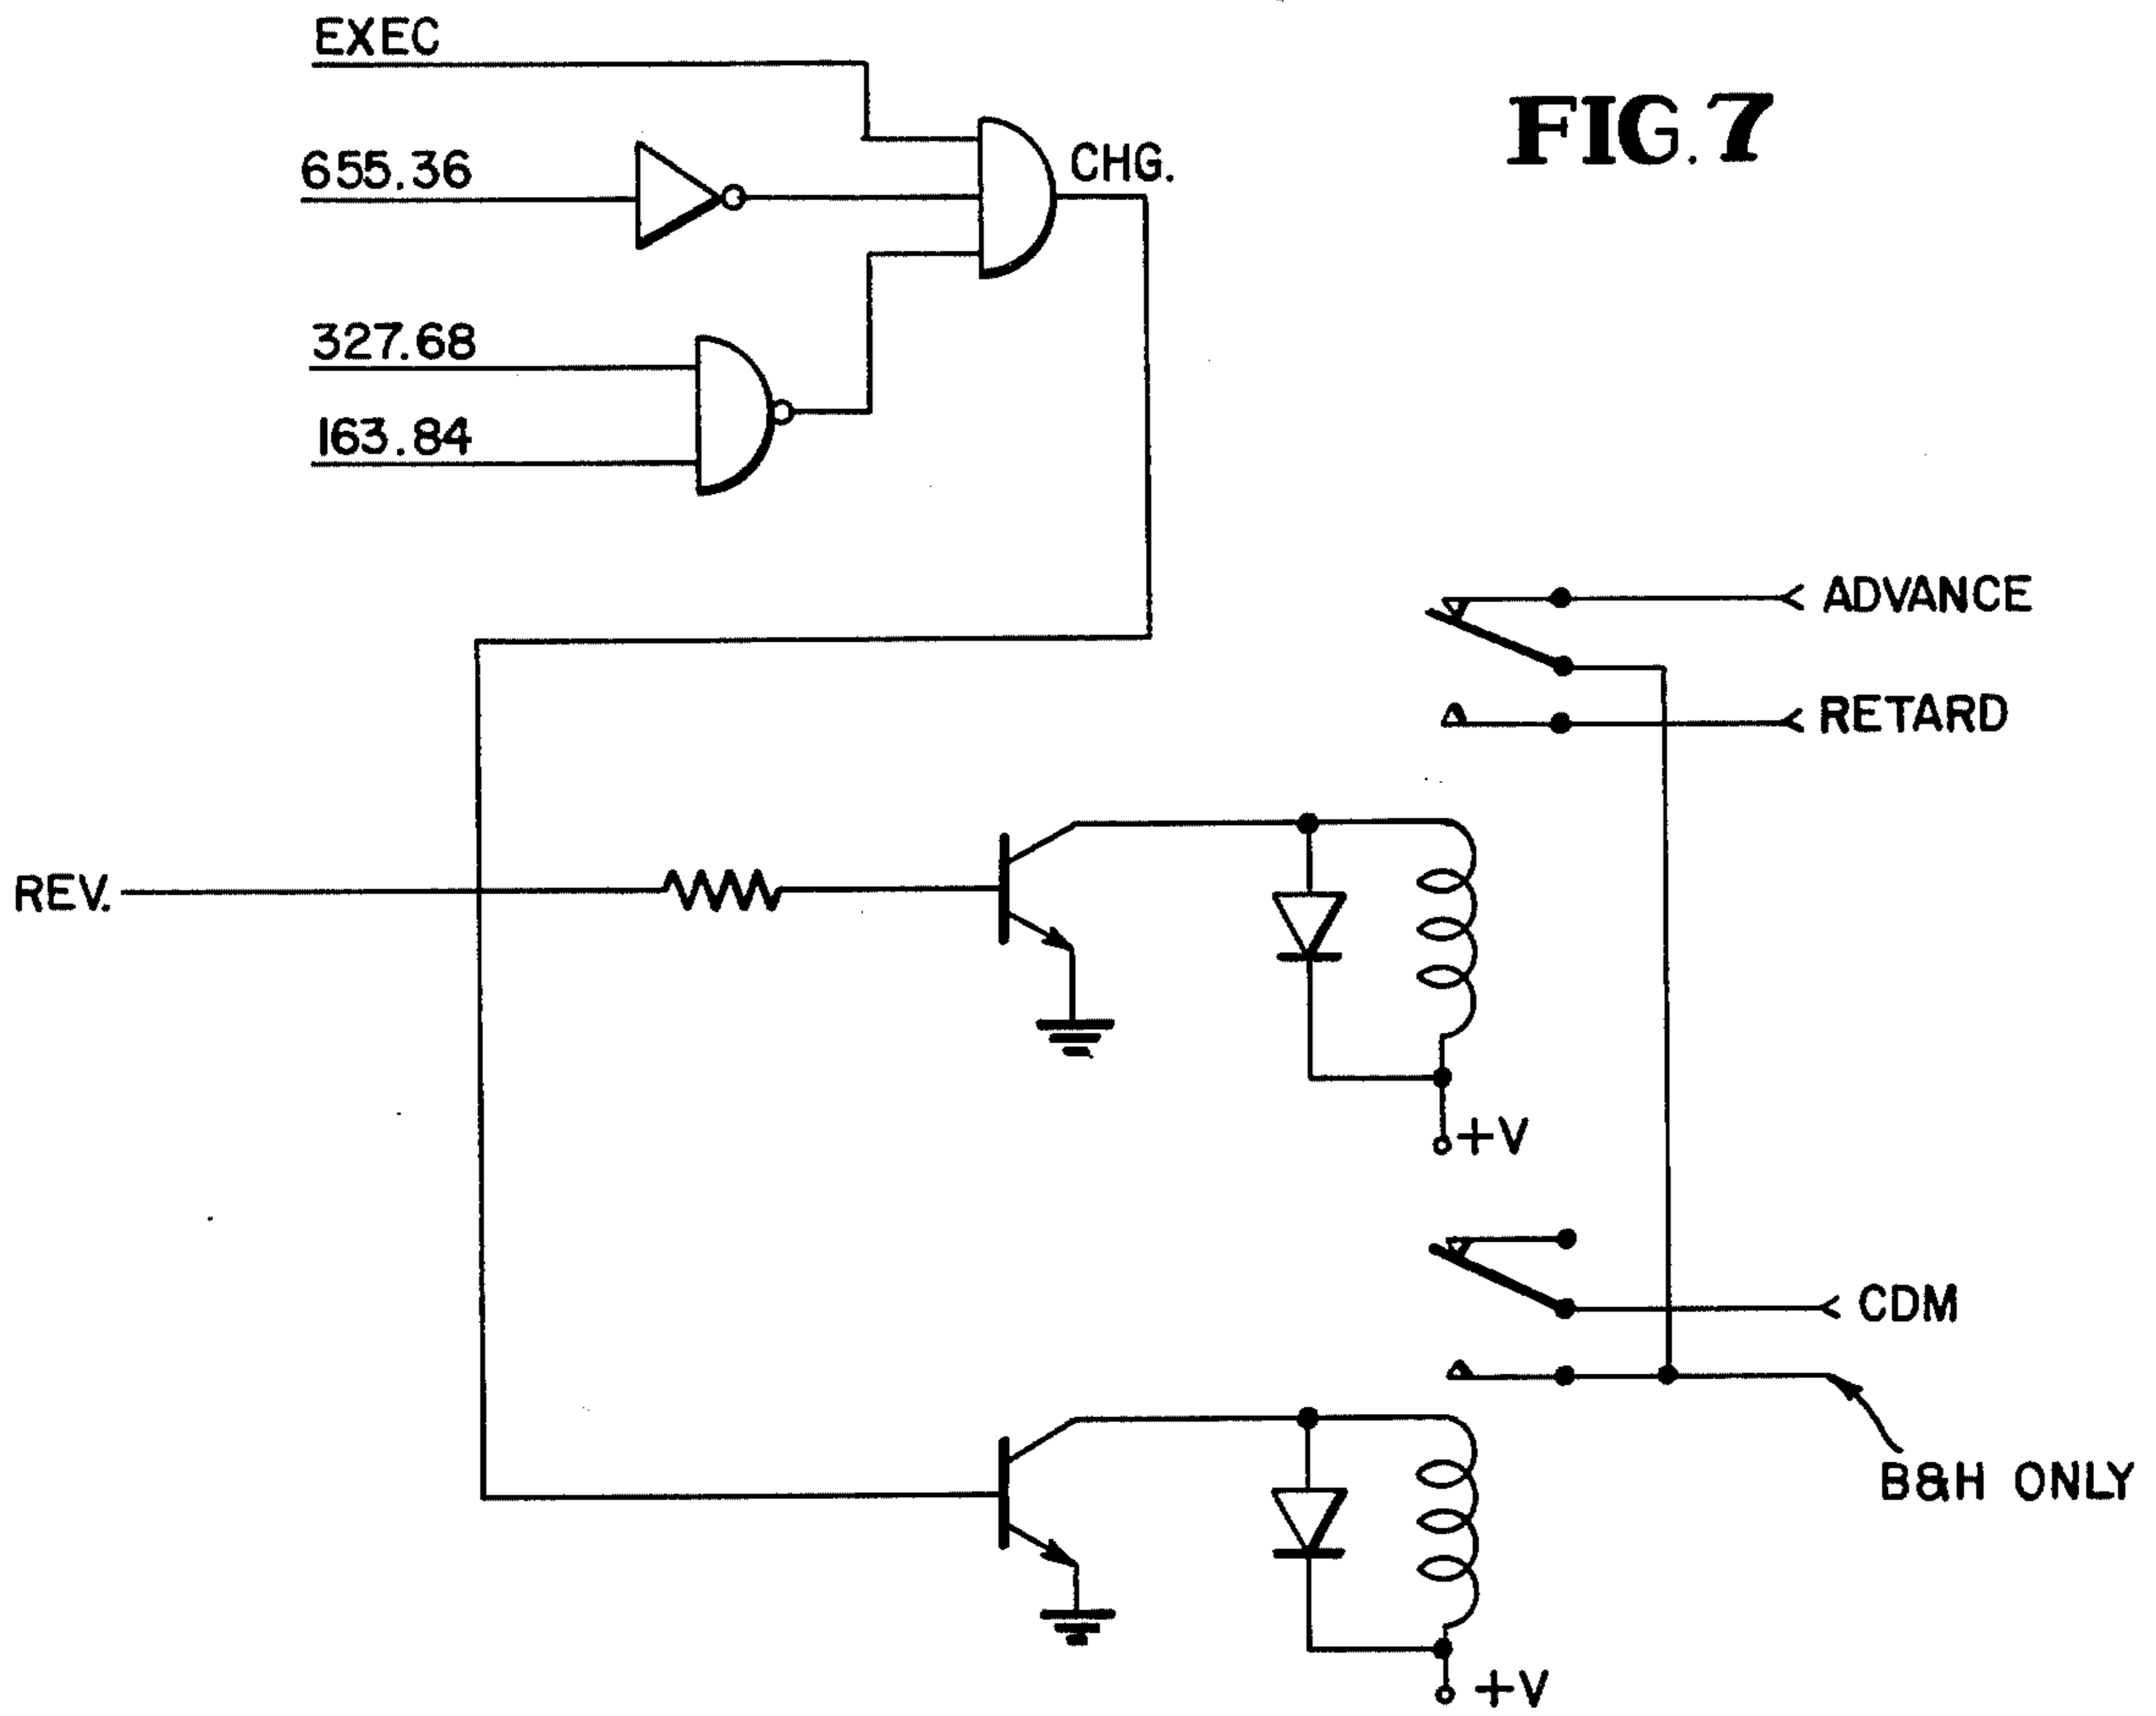 EXEC
FIG. 7
655.36
CHG.
327.68
163.84
ADVANCE
RETARD
REV.
+V
CDM
B&H ONLY
+V